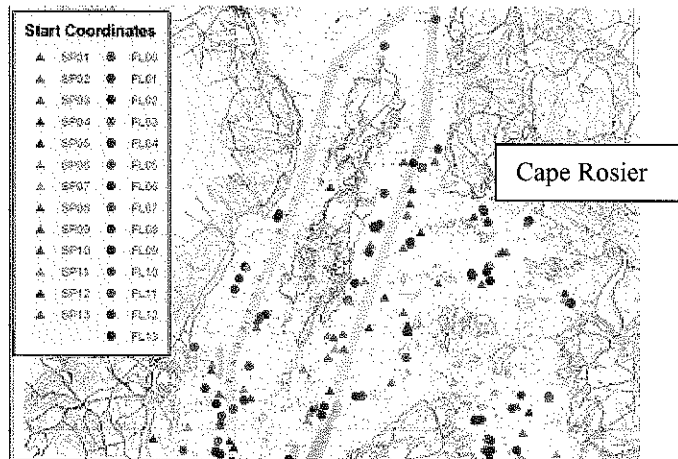 Start Coordinates
SP01 FL00
SP02 FL01
SP03 FL02
SP04 FL03
SP05 FL04
SP06 FL05
SP07 FL06
SP08 FL07
SP09 FL08
SP10 FL09
SP11 FL10
SP12 FL11
SP13 FL12
FL13
Cape Rosier